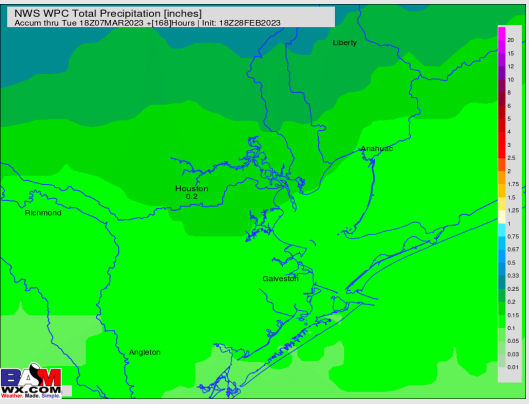 NWS WPC Total Precipitation [inches]
Accum thru Tue 18Z07MAR2023 +[168]Hours | Init: 18Z28FEB2023
Liberty
Anahuac
Houston
0.2
Richmond
Galveston
Angleton
20
15
12
10
8
6
5
4
3
2.5
2
1.75
1.5
1.25
1
0.75
0.67
0.5
0.33
0.25
0.2
0.15
0.1
0.05
0.03
0.01
BAM
WX.COM
Weather. Made. Simple.